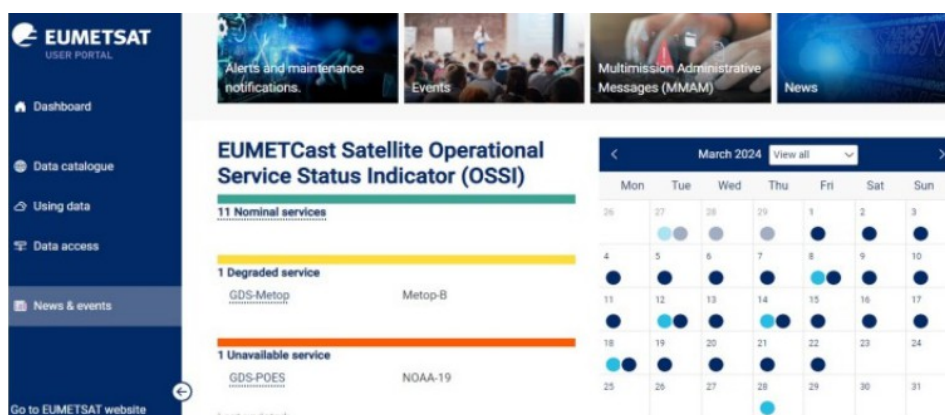 EUMETSAT
USER PORTAL
Dashboard
Data catalogue
Using data
Data access
News & events
Go to EUMETSAT website
Alerts and maintenance
notifications.
Events
Multimission Administrative
Messages (MMAM)
News
EUMETCast Satellite Operational
Service Status Indicator (OSSI)
11 Nominal services
1 Degraded service
GDS-Metop Metop-B
1 Unavailable service
GDS-POES NOAA-19
< March 2024 View all >
Mon Tue Wed Thu Fri Sat Sun
26 27 28 29 1 2 3
4 5 6 7 8 9 10
11 12 13 14 15 16 17
18 19 20 21 22 23 24
25 26 27 28 29 30 31